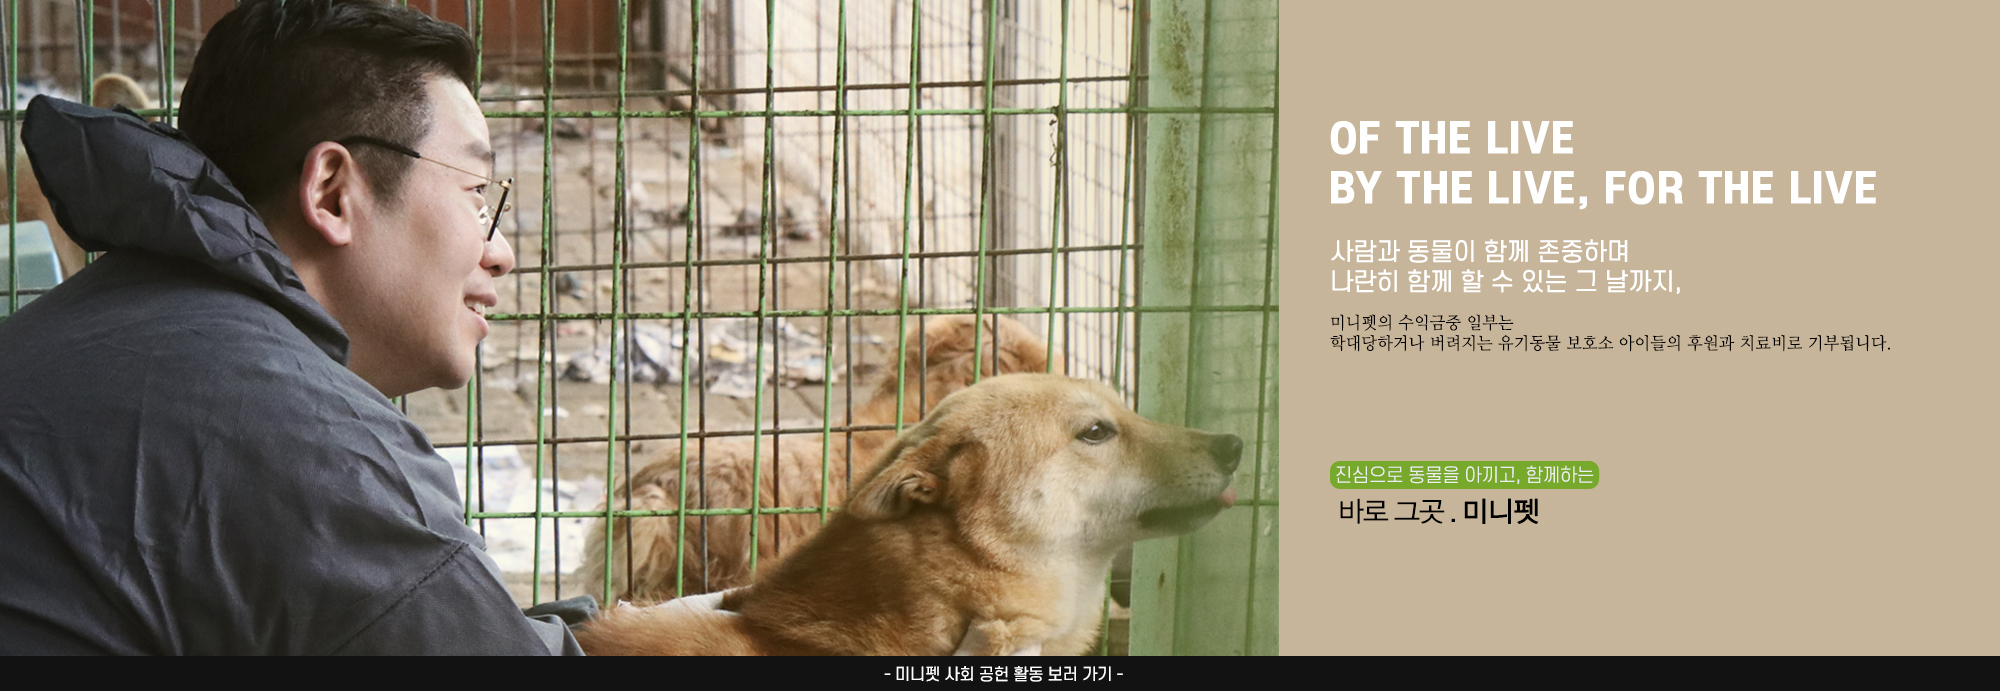 OF THE LIVE
BY THE LIVE, FOR THE LIVE
사람과 동물이 함께 존중하며
나란히 함께 할 수 있는 그 날까지,
미니펫의 수익금중 일부는
학대당하거나 버려지는 유기동물 보호소 아이들의 후원과 치료비로 기부됩니다.
진심으로 동물을 아끼고, 함께하는
바로 그곳 . 미니펫
- 미니펫 사회 공헌 활동 보러 가기 -